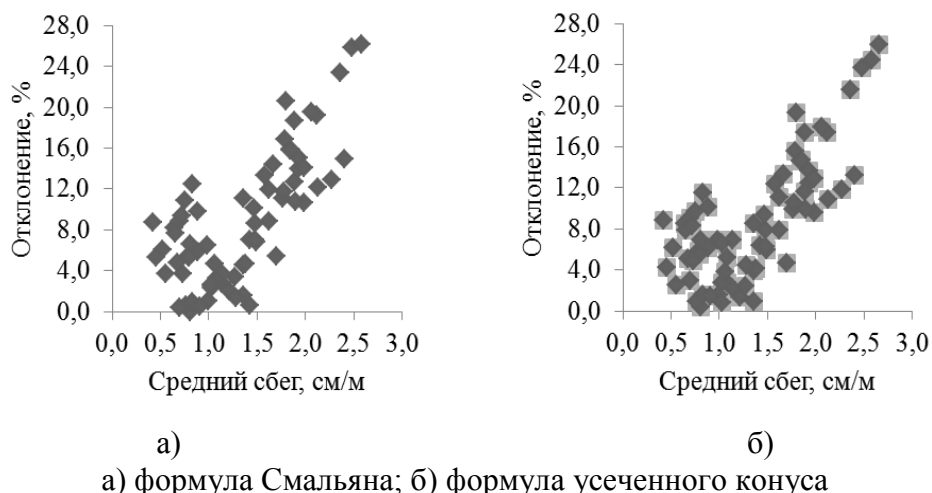 28,0
24,0
20,0
16,0
12,0
8,0
4,0
0,0
Отклонение, %
0,0 0,5 1,0 1,5 2,0 2,5 3,0
Средний сбег, см/м
28,0
24,0
20,0
16,0
12,0
8,0
4,0
0,0
Отклонение, %
0,0 0,5 1,0 1,5 2,0 2,5 3,0
Средний сбег, см/м
а) б)
а) формула Смальяна; б) формула усеченного конуса